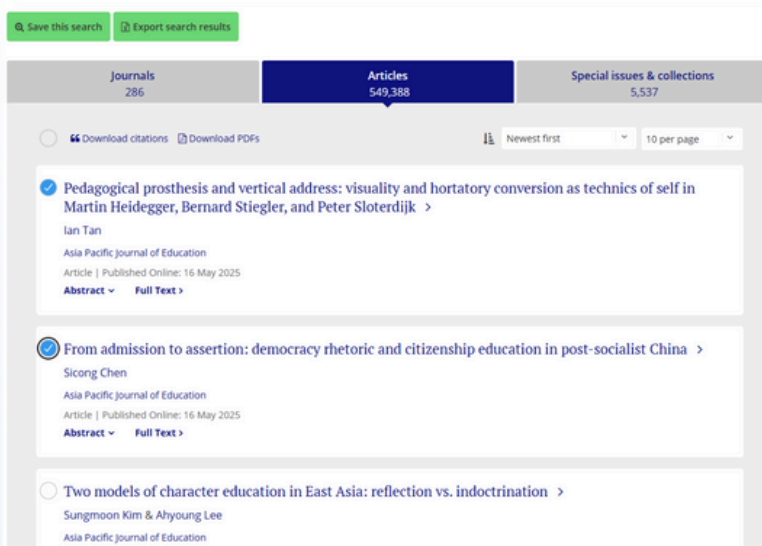 Save this search
Export search results
Journals
286
Articles
549,388
Special issues & collections
5,537
Download citations
Download PDFs
Newest first
10 per page
Pedagogical prosthesis and vertical address: visuality and hortatory conversion as technics of self in
Martin Heidegger, Bernard Stiegler, and Peter Sloterdijk >
Ian Tan
Asia Pacific Journal of Education
Article | Published Online: 16 May 2025
Abstract
Full Text >
From admission to assertion: democracy rhetoric and citizenship education in post-socialist China >
Sicong Chen
Asia Pacific Journal of Education
Article | Published Online: 16 May 2025
Abstract
Full Text >
Two models of character education in East Asia: reflection vs. indoctrination >
Sungmoon Kim & Ahyoung Lee
Asia Pacific Journal of Education